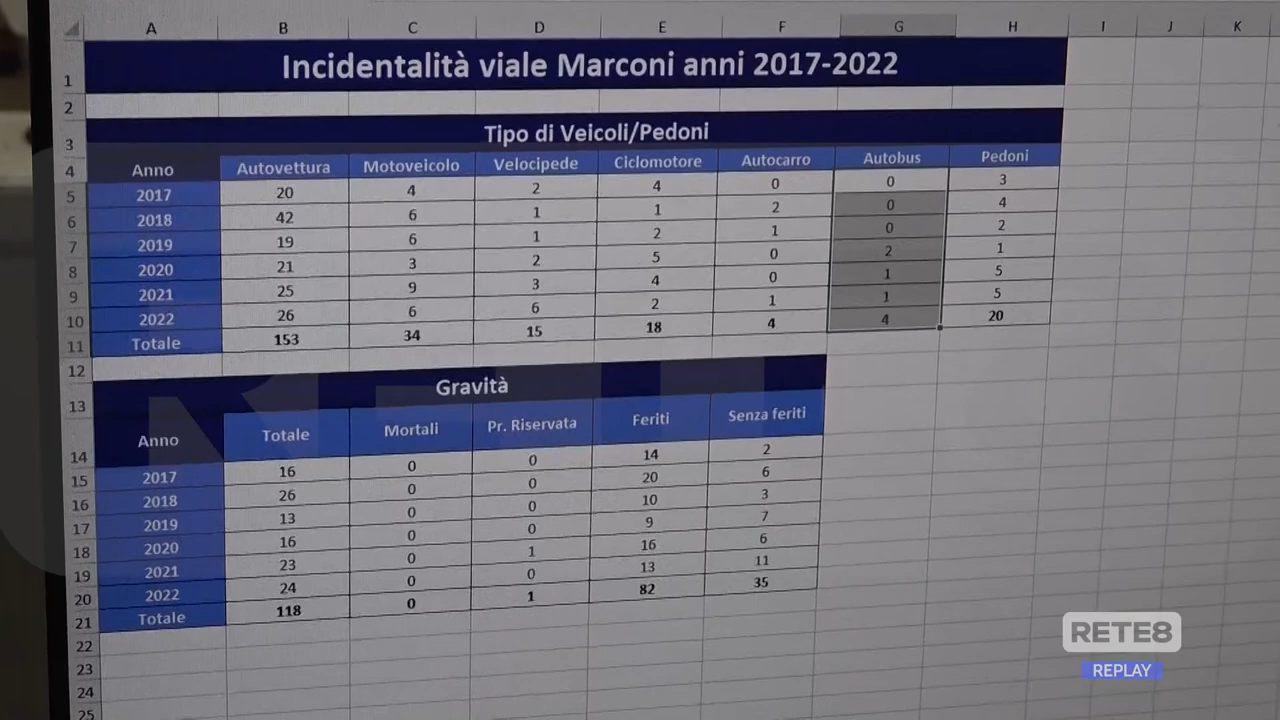 A B C D E F G H I J K
1 Incidentalità viale Marconi anni 2017-2022
2
3 Tipo di Veicoli/Pedoni
4 Anno Autovettura Motoveicolo Velocipede Ciclomotore Autocarro Autobus Pedoni
5 2017 20 4 2 4 0 0 3
6 2018 42 6 1 1 2 0 4
7 2019 19 6 1 2 1 0 2
8 2020 21 3 2 5 0 2 1
9 2021 25 9 3 4 0 1 5
10 2022 26 6 6 2 1 1 5
11 Totale 153 34 15 18 4 4 20
12
13 Gravità
14 Anno Totale Mortali Pr. Riservata Feriti Senza feriti
15 2017 16 0 0 14 2
16 2018 26 0 0 20 6
17 2019 13 0 0 10 3
18 2020 16 0 0 9 7
19 2021 23 0 1 16 6
20 2022 24 0 0 13 11
21 Totale 118 0 1 82 35
22
23
24
25
RETE8
REPLAY